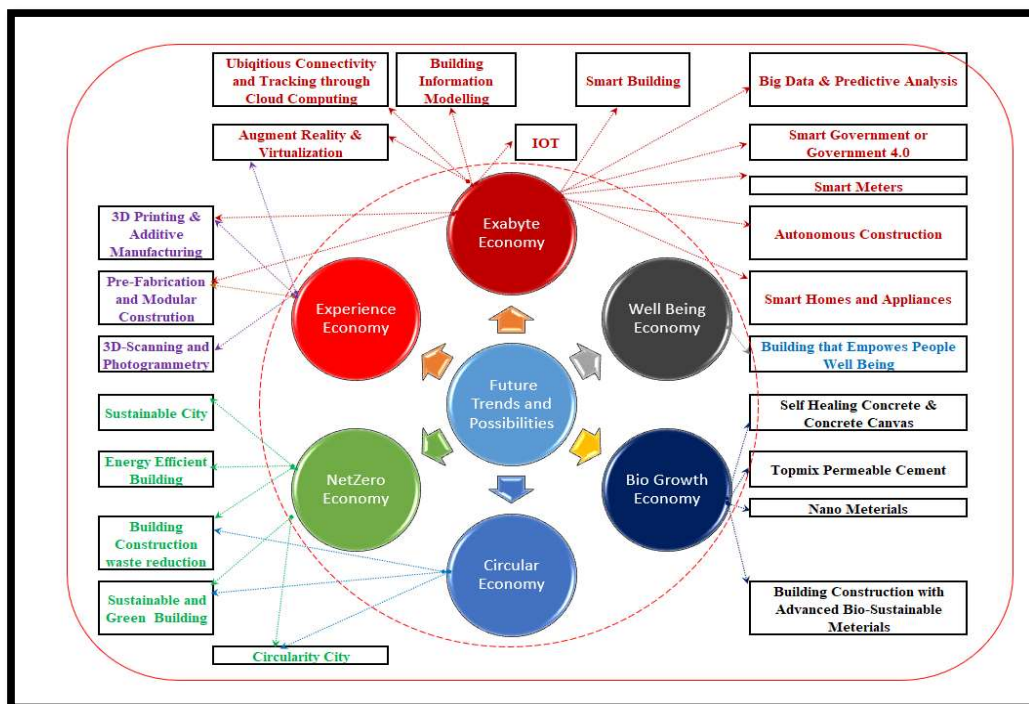 Ubiqitious Connectivity
and Tracking through
Cloud Computing
Building
Information
Modelling
Smart Building
Big Data & Predictive Analysis
Augment Reality &
Virtualization
IOT
Smart Government or
Government 4.0
Smart Meters
3D Printing &
Additive
Manufacturing
Exabyte
Economy
Autonomous Construction
Pre-Fabrication
and Modular
Constrution
Experience
Economy
Well Being
Economy
Smart Homes and Appliances
3D-Scanning and
Photogrammetry
Building that Empowes People
Well Being
Future
Trends and
Possibilities
Sustainable City
Self Healing Concrete &
Concrete Canvas
Energy Efficient
Building
NetZero
Economy
Bio Growth
Economy
Topmix Permeable Cement
Nano Meterials
Building
Construction
waste reduction
Circular
Economy
Sustainable and
Green Building
Building Construction with
Advanced Bio-Sustainable
Meterials
Circularity City